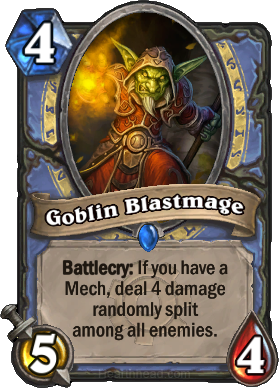 4
Goblin Blastmage
Battlecry: If you have a
Mech, deal 4 damage
randomly split
among all enemies.
5
4